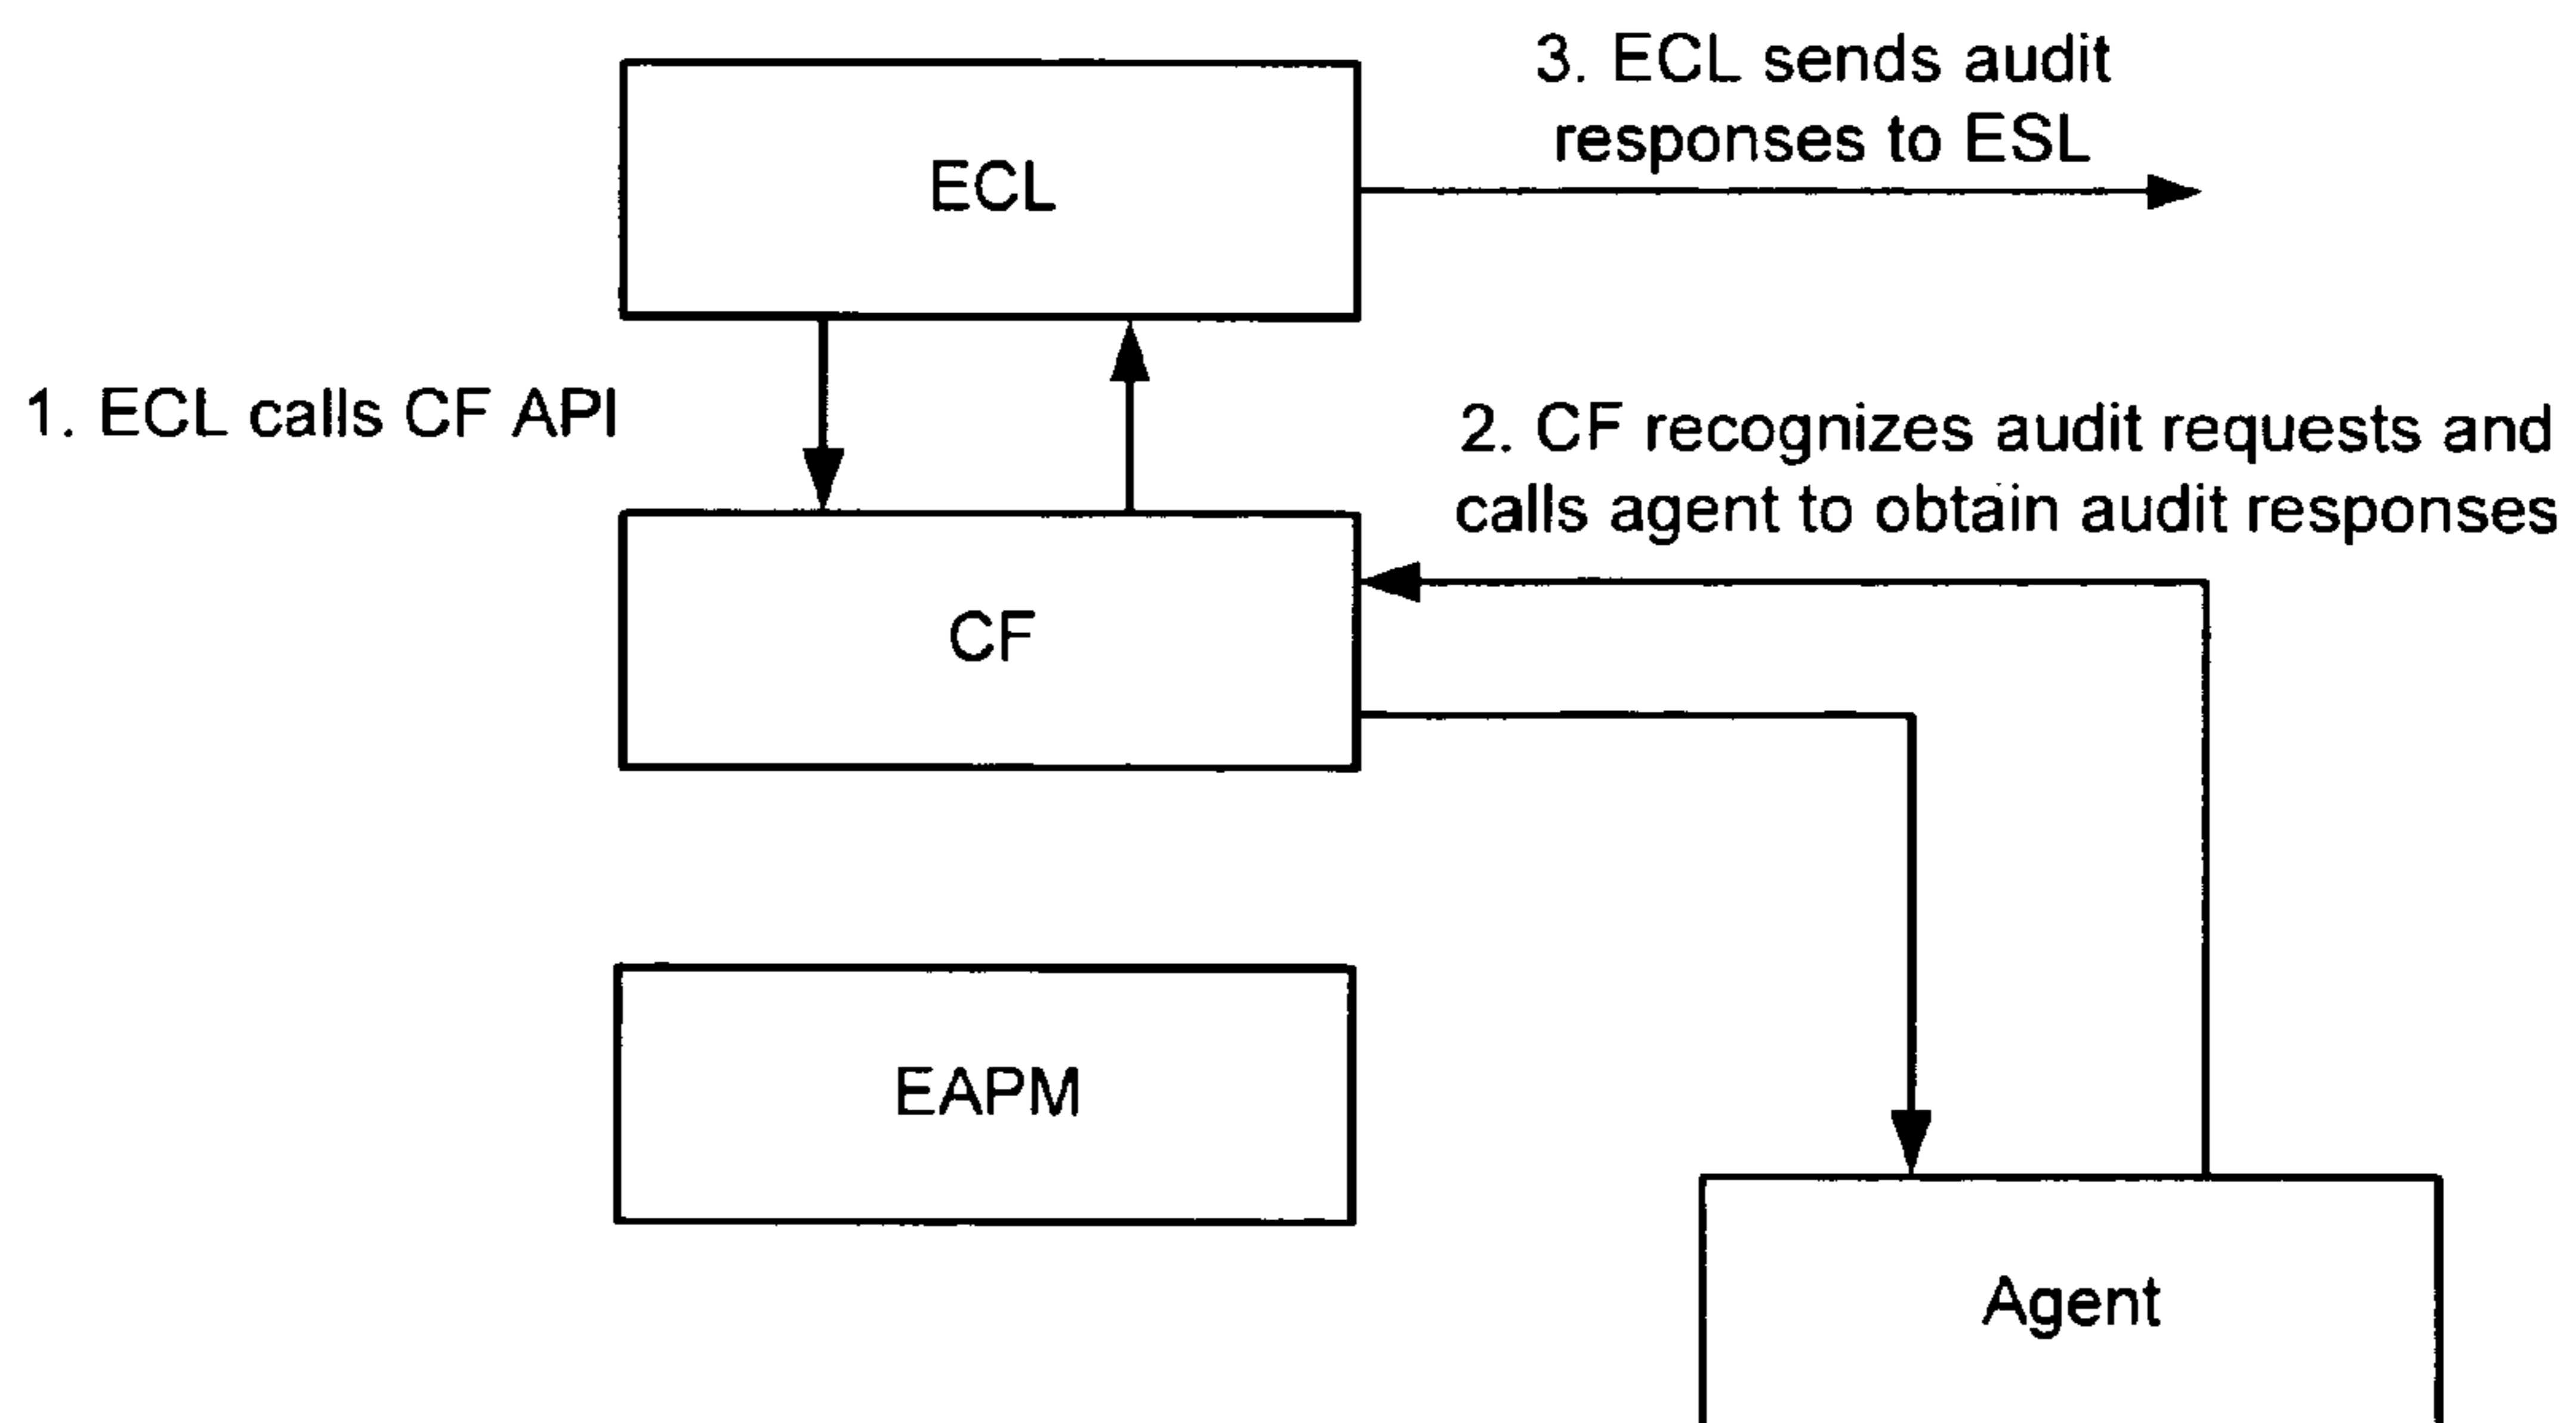 3. ECL sends audit
responses to ESL
ECL
1. ECL calls CF API
2. CF recognizes audit requests and
calls agent to obtain audit responses
CF
EAPM
Agent